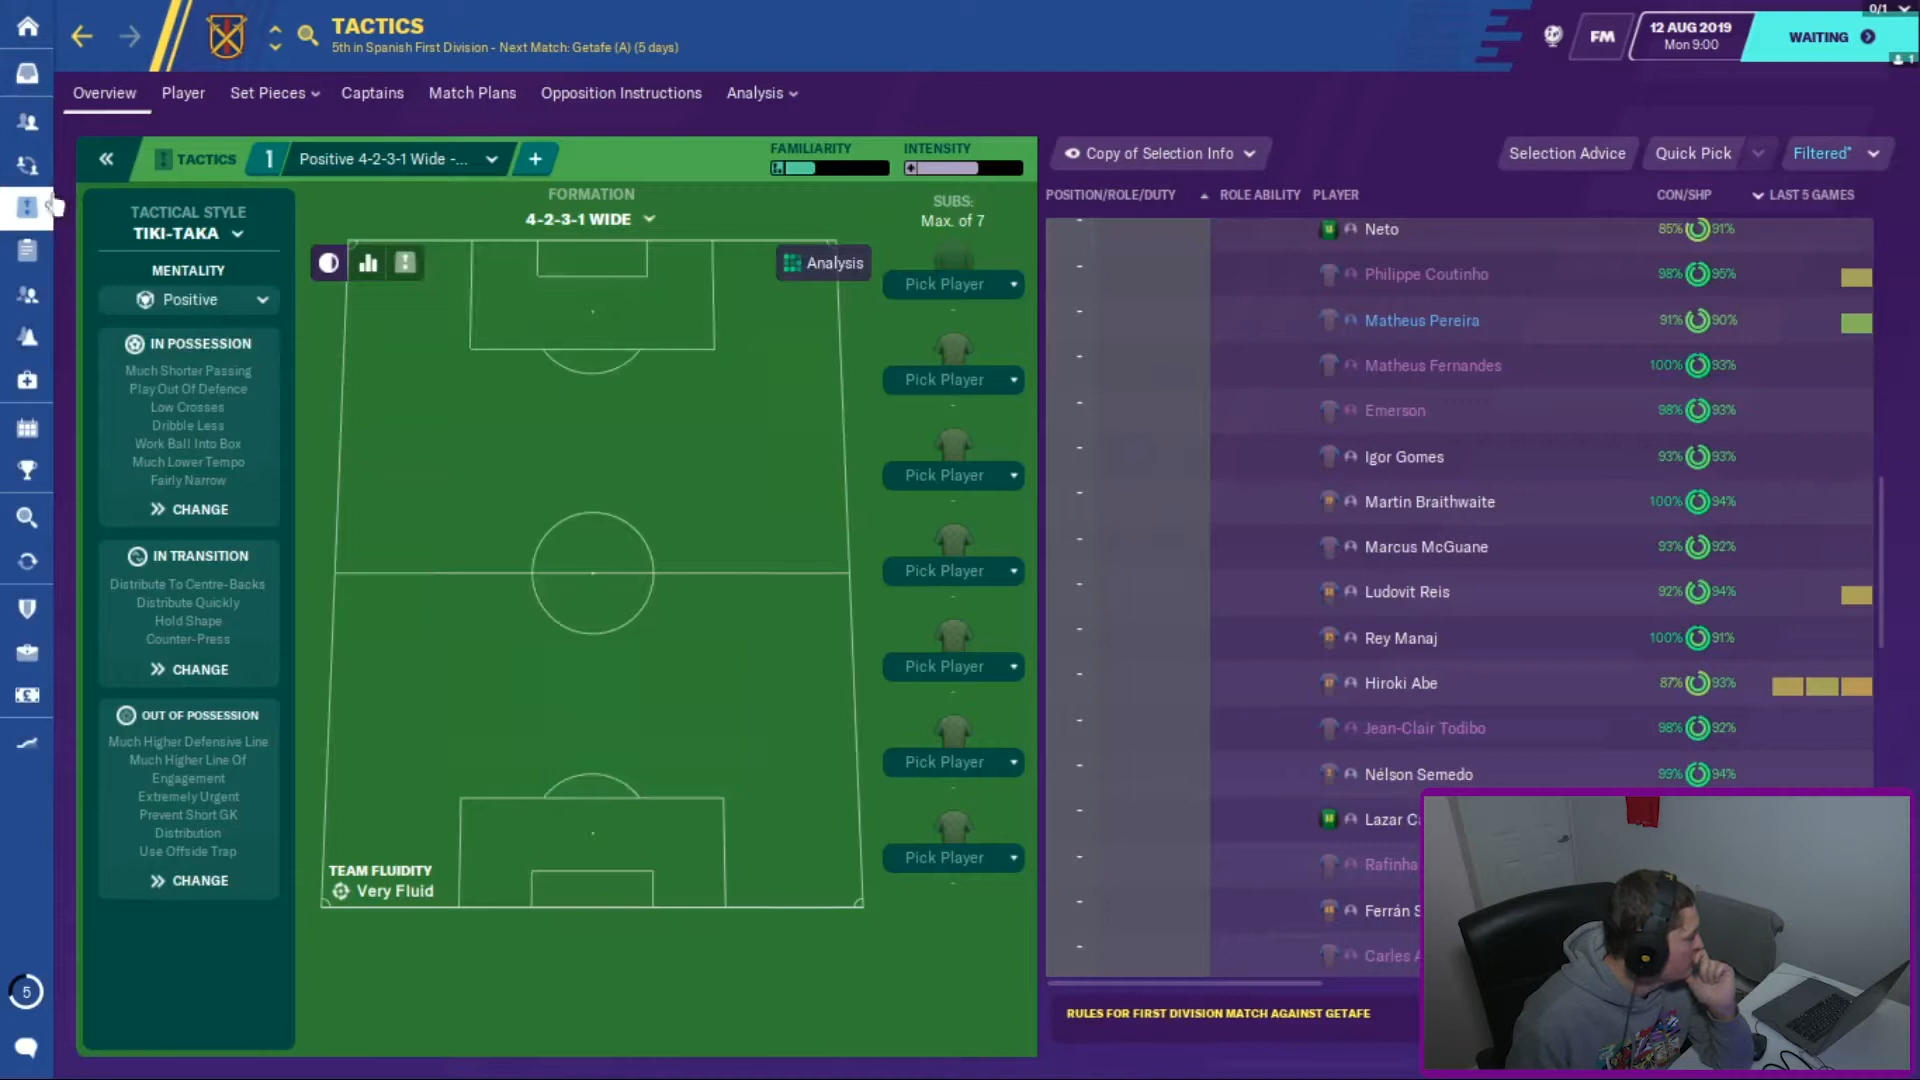 TACTICS
5th in Spanish First Division - Next Match: Getafe (A) (5 days)
FM
12 AUG 2019
Mon 9:00
0/1
WAITING
1
Overview
Player
Set Pieces
Captains
Match Plans
Opposition Instructions
Analysis
TACTICS
1
Positive 4-2-3-1 Wide -...
+
FAMILIARITY
INTENSITY
TACTICAL STYLE
TIKI-TAKA
MENTALITY
Positive
IN POSSESSION
Much Shorter Passing
Play Out Of Defence
Low Crosses
Dribble Less
Work Ball Into Box
Much Lower Tempo
Fairly Narrow
CHANGE
IN TRANSITION
Distribute To Centre-Backs
Distribute Quickly
Hold Shape
Counter-Press
CHANGE
OUT OF POSSESSION
Much Higher Defensive Line
Much Higher Line Of
Engagement
Extremely Urgent
Prevent Short GK
Distribution
Use Offside Trap
CHANGE
FORMATION
4-2-3-1 WIDE
Analysis
TEAM FLUIDITY
Very Fluid
SUBS:
Max. of 7
Pick Player
-
Pick Player
-
Pick Player
-
Pick Player
-
Pick Player
-
Pick Player
-
Pick Player
-
Copy of Selection Info
Selection Advice
Quick Pick
Filtered*
POSITION/ROLE/DUTY
ROLE ABILITY
PLAYER
CON/SHP
LAST 5 GAMES
- Neto 85% 91%
- Philippe Coutinho 98% 95%
- Matheus Pereira 91% 90%
- Matheus Fernandes 100% 93%
- Emerson 98% 93%
- Igor Gomes 93% 93%
- Martin Braithwaite 100% 94%
- Marcus McGuane 93% 92%
- Ludovit Reis 92% 94%
- Rey Manaj 100% 91%
- Hiroki Abe 87% 93%
- Jean-Clair Todibo 98% 92%
- Nélson Semedo 99% 94%
- Lazar C
- Rafinha
- Ferrán S
- Carles A
RULES FOR FIRST DIVISION MATCH AGAINST GETAFE
5